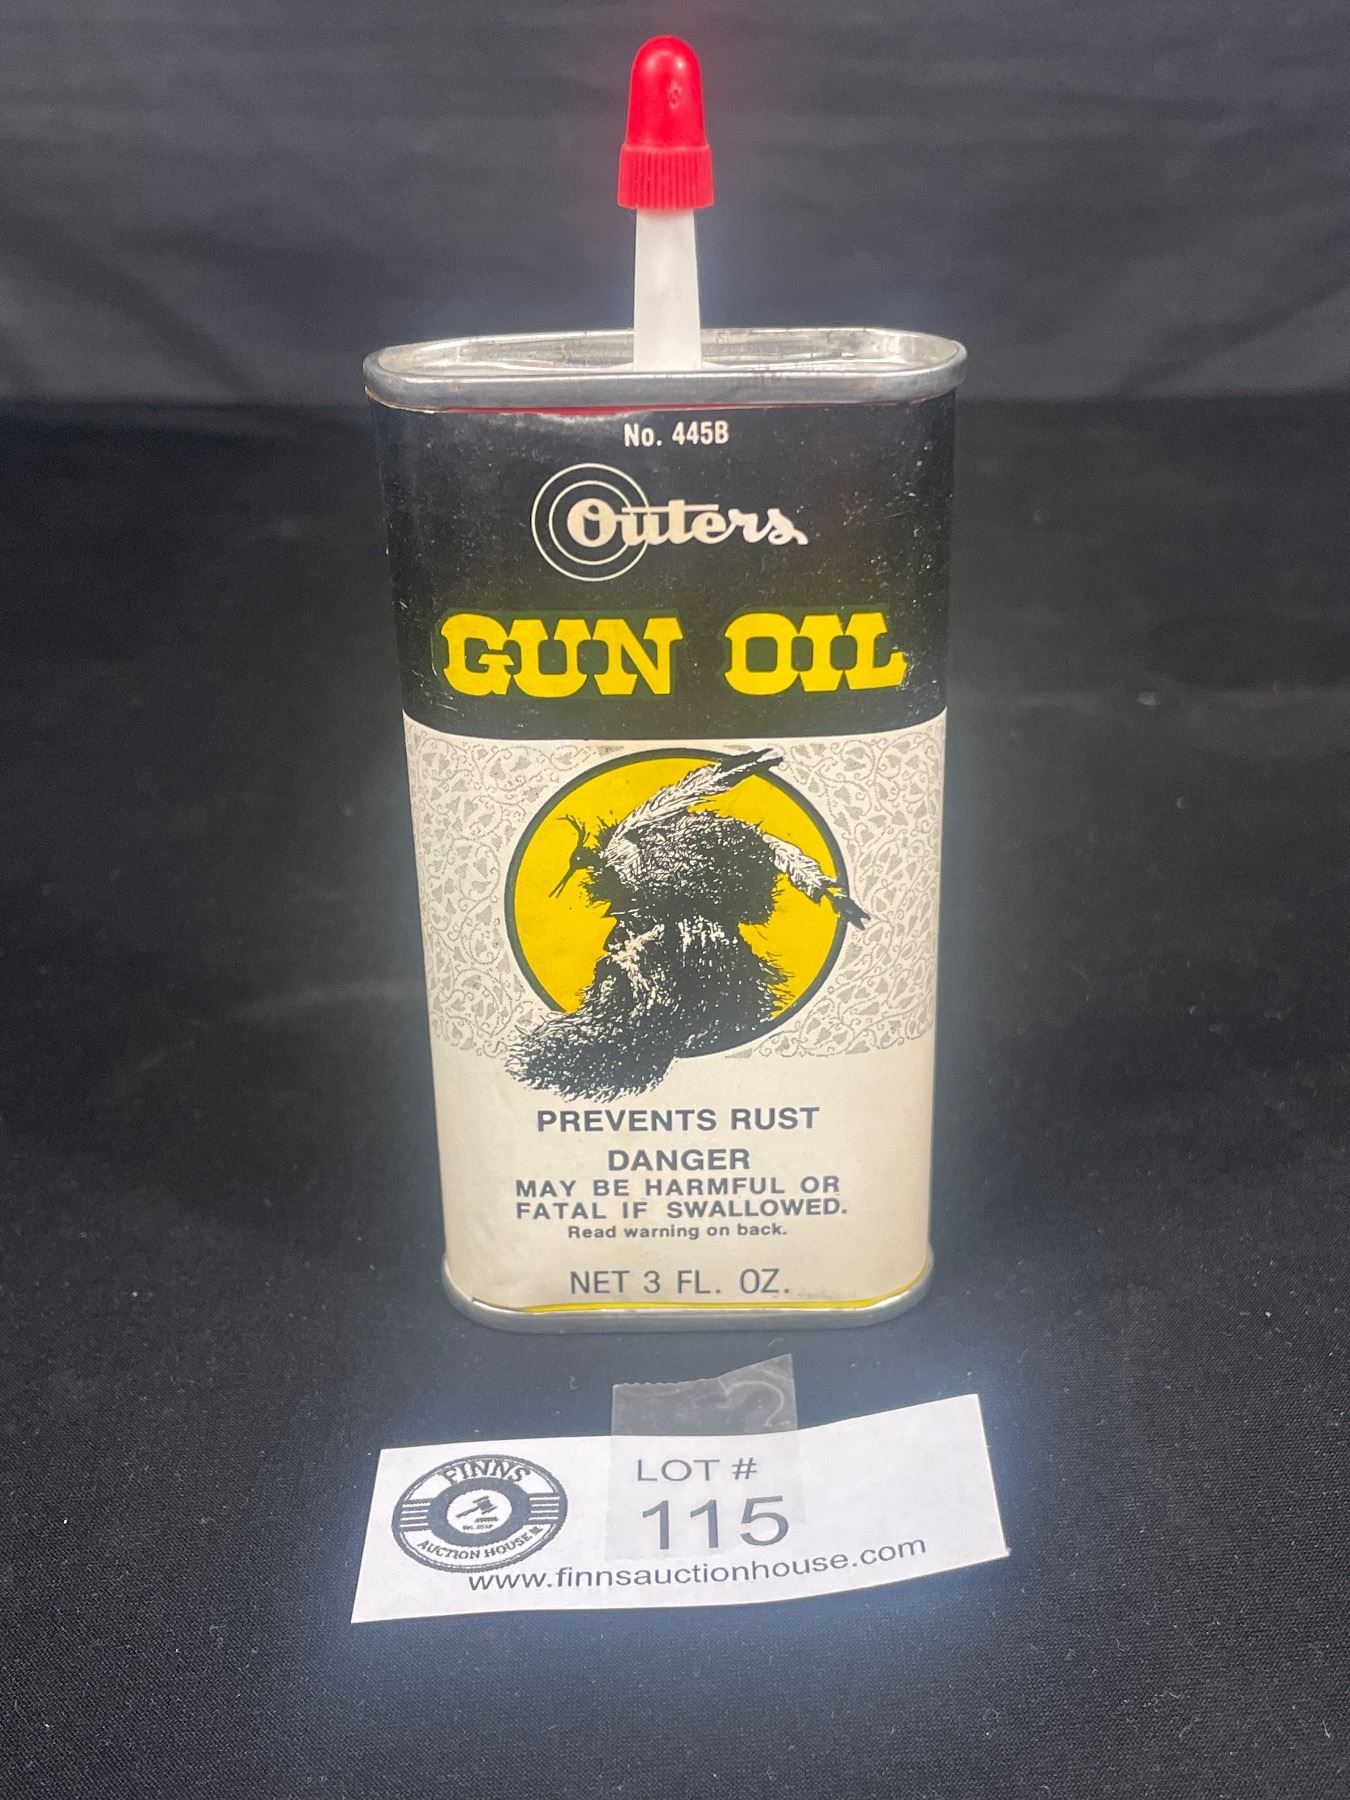 No. 445B
Outers
GUN OIL
PREVENTS RUST
DANGER
MAY BE HARMFUL OR
FATAL IF SWALLOWED.
Read warning on back.
NET 3 FL. OZ.
FINNS
AUCTION HOUSE
LOT #
115
www.finnsauctionhouse.com